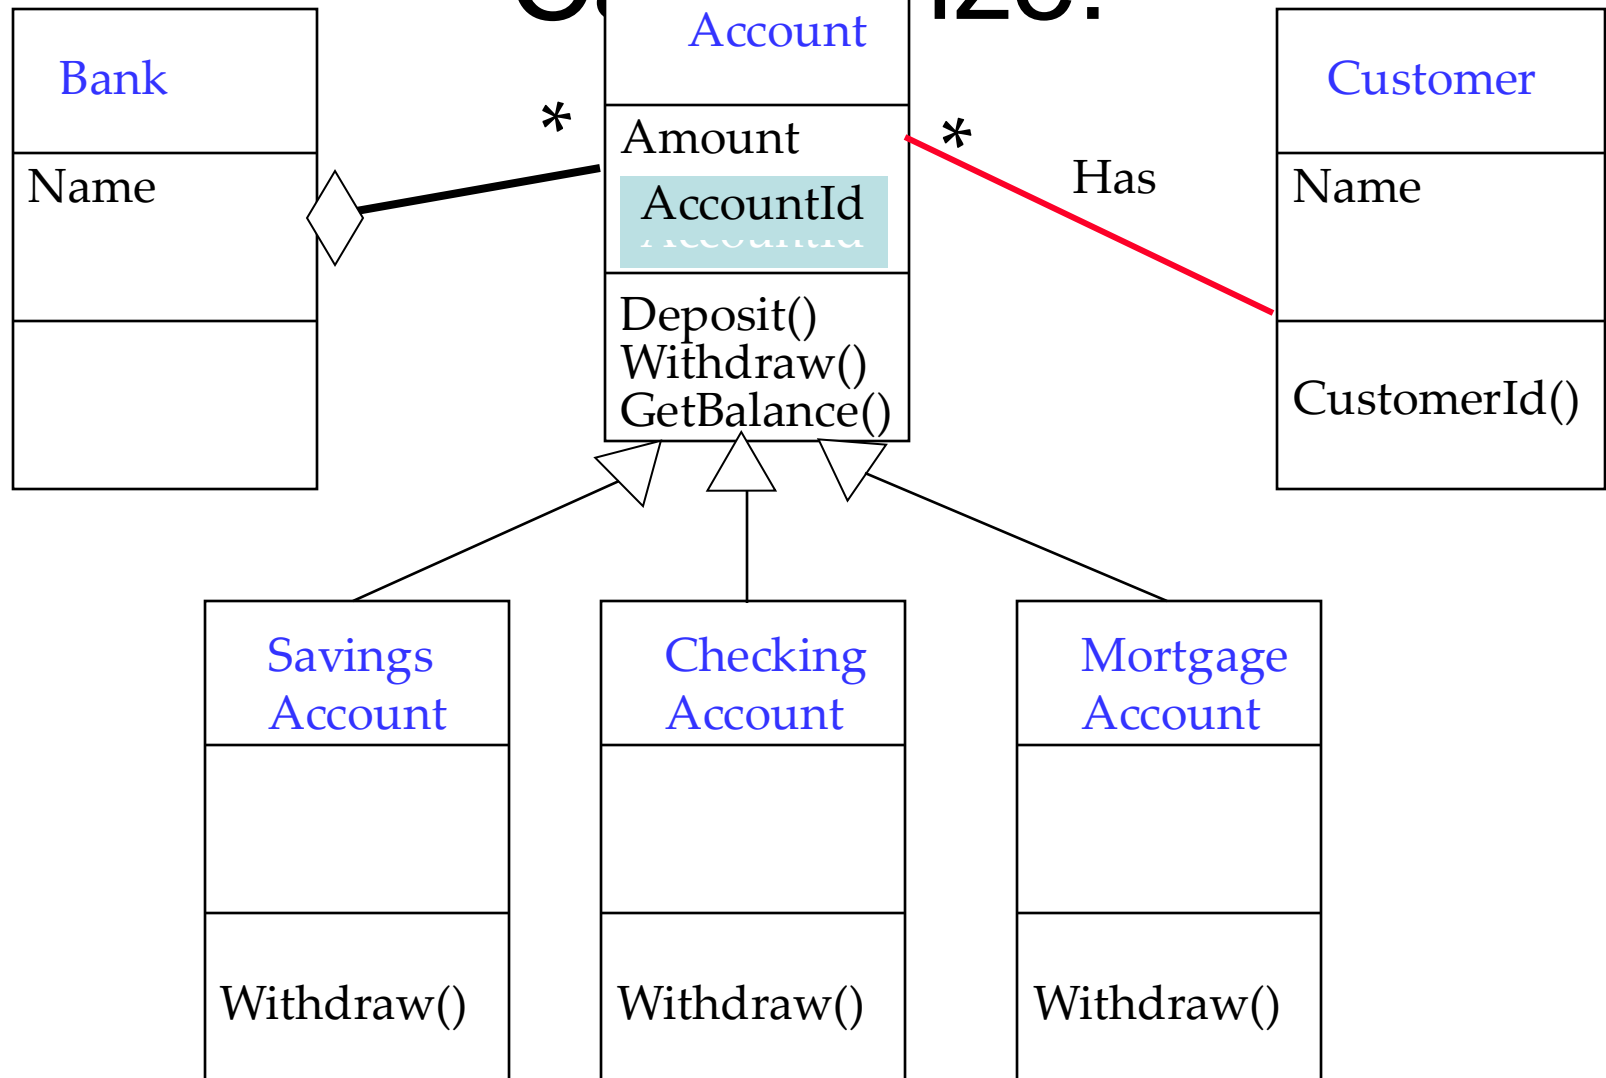 Bank
Name
*
Account
Amount
AccountId
Deposit()
Withdraw()
GetBalance()
*
Has
Customer
Name
CustomerId()
Savings
Account
Withdraw()
Checking
Account
Withdraw()
Mortgage
Account
Withdraw()